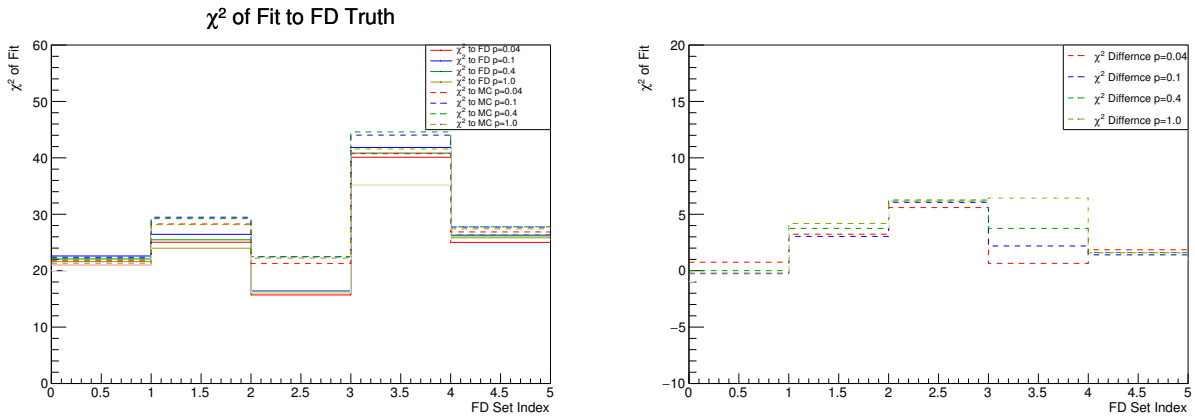 χ² of Fit to FD Truth
χ² of Fit
60
50
40
30
20
10
0
χ² to FD p=0.04
χ² to FD p=0.1
χ² to FD p=0.4
χ² to FD p=1.0
χ² to MC p=0.04
χ² to MC p=0.1
χ² to MC p=0.4
χ² to MC p=1.0
0 0.5 1 1.5 2 2.5 3 3.5 4 4.5 5
FD Set Index
χ² of Fit
20
15
10
5
0
−5
−10
χ² Differnce p=0.04
χ² Differnce p=0.1
χ² Differnce p=0.4
χ² Differnce p=1.0
0 0.5 1 1.5 2 2.5 3 3.5 4 4.5 5
FD Set Index